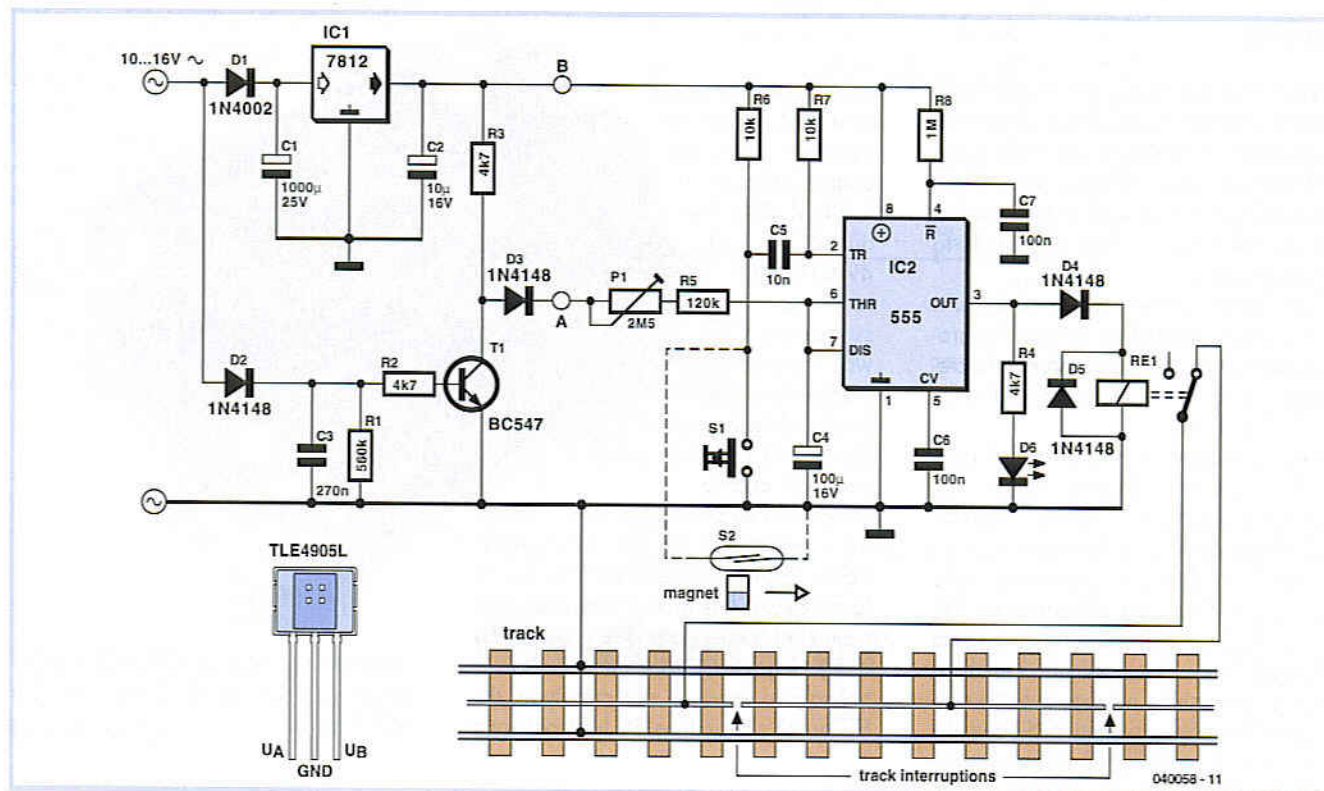 IC1
10...16V ~
D1
7812
B
1N4002
R6
R7
R8
10k
10k
1M
R3
4k7
C1
1000μ
25V
C2
10μ
16V
C7
100n
8
4
R
C5
10n
2
TR
IC2
D3
1N4148
P1
R5
D4
1N4148
120k
6
THR
OUT
3
A
2M5
555
7
DIS
R4
4k7
RE1
D2
R2
T1
D5
1N4148
4k7
CV
1
5
1N4148
BC547
S1
C3
R1
560k
270n
C4
100μ
16V
C6
100n
D6
S2
TLE4905L
magnet
track
UA
UB
GND
track interruptions
040058 - 11